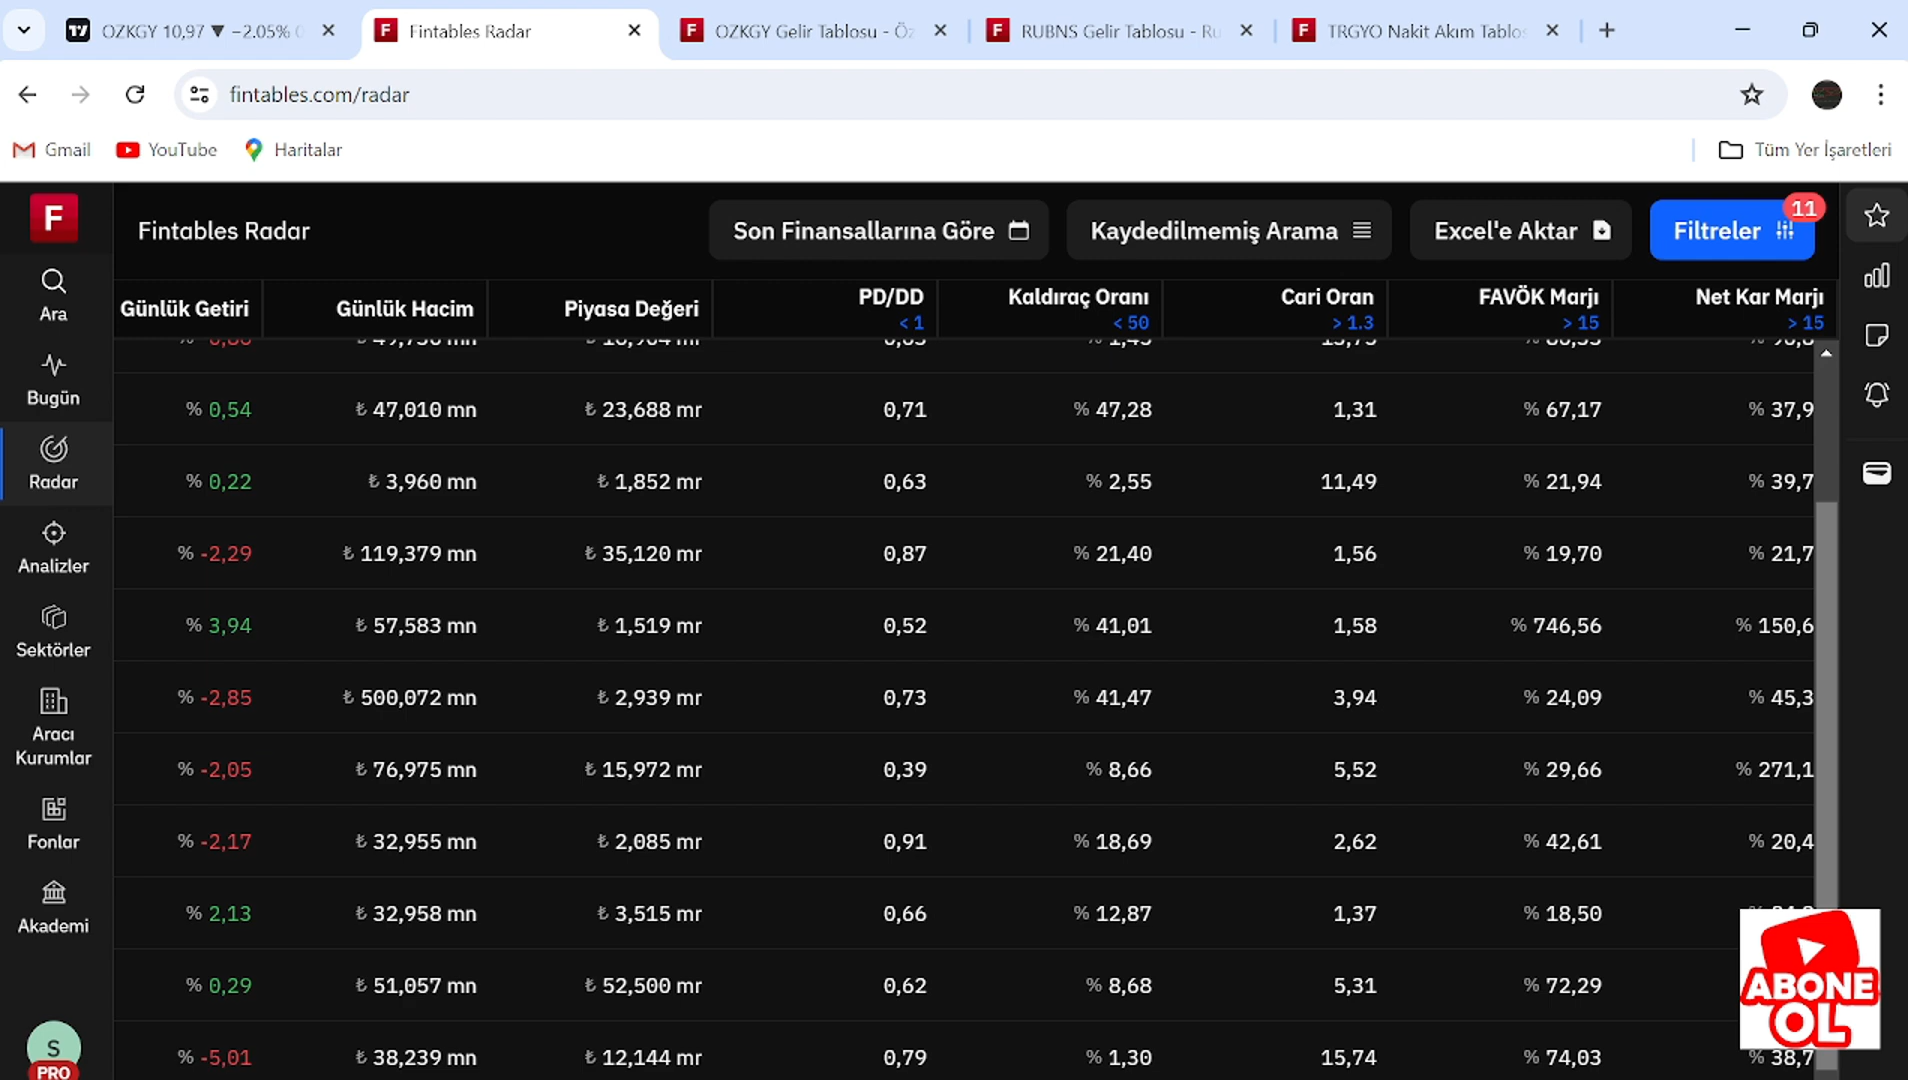 OZKGY 10,97 ▼ −2.05%
Fintables Radar
OZKGY Gelir Tablosu - Öz
RUBNS Gelir Tablosu - Ru
TRGYO Nakit Akım Tablos
fintables.com/radar
Gmail
YouTube
Haritalar
Tüm Yer İşaretleri
F
Fintables Radar
Son Finansallarına Göre
Kaydedilmemiş Arama
Excel'e Aktar
Filtreler
11
Ara
Bugün
Radar
Analizler
Sektörler
Aracı
Kurumlar
Fonlar
Akademi
S
PRO
Günlük Getiri Günlük Hacim Piyasa Değeri PD/DD Kaldıraç Oranı Cari Oran FAVÖK Marjı Net Kar Marjı
< 1 < 50 > 1.3 > 15 > 15
% 0,54 ₺ 47,010 mn ₺ 23,688 mr 0,71 % 47,28 1,31 % 67,17 % 37,9
% 0,22 ₺ 3,960 mn ₺ 1,852 mr 0,63 % 2,55 11,49 % 21,94 % 39,7
% -2,29 ₺ 119,379 mn ₺ 35,120 mr 0,87 % 21,40 1,56 % 19,70 % 21,7
% 3,94 ₺ 57,583 mn ₺ 1,519 mr 0,52 % 41,01 1,58 % 746,56 % 150,6
% -2,85 ₺ 500,072 mn ₺ 2,939 mr 0,73 % 41,47 3,94 % 24,09 % 45,3
% -2,05 ₺ 76,975 mn ₺ 15,972 mr 0,39 % 8,66 5,52 % 29,66 % 271,1
% -2,17 ₺ 32,955 mn ₺ 2,085 mr 0,91 % 18,69 2,62 % 42,61 % 20,4
% 2,13 ₺ 32,958 mn ₺ 3,515 mr 0,66 % 12,87 1,37 % 18,50
% 0,29 ₺ 51,057 mn ₺ 52,500 mr 0,62 % 8,68 5,31 % 72,29
% -5,01 ₺ 38,239 mn ₺ 12,144 mr 0,79 % 1,30 15,74 % 74,03 % 38,7
ABONE
OL